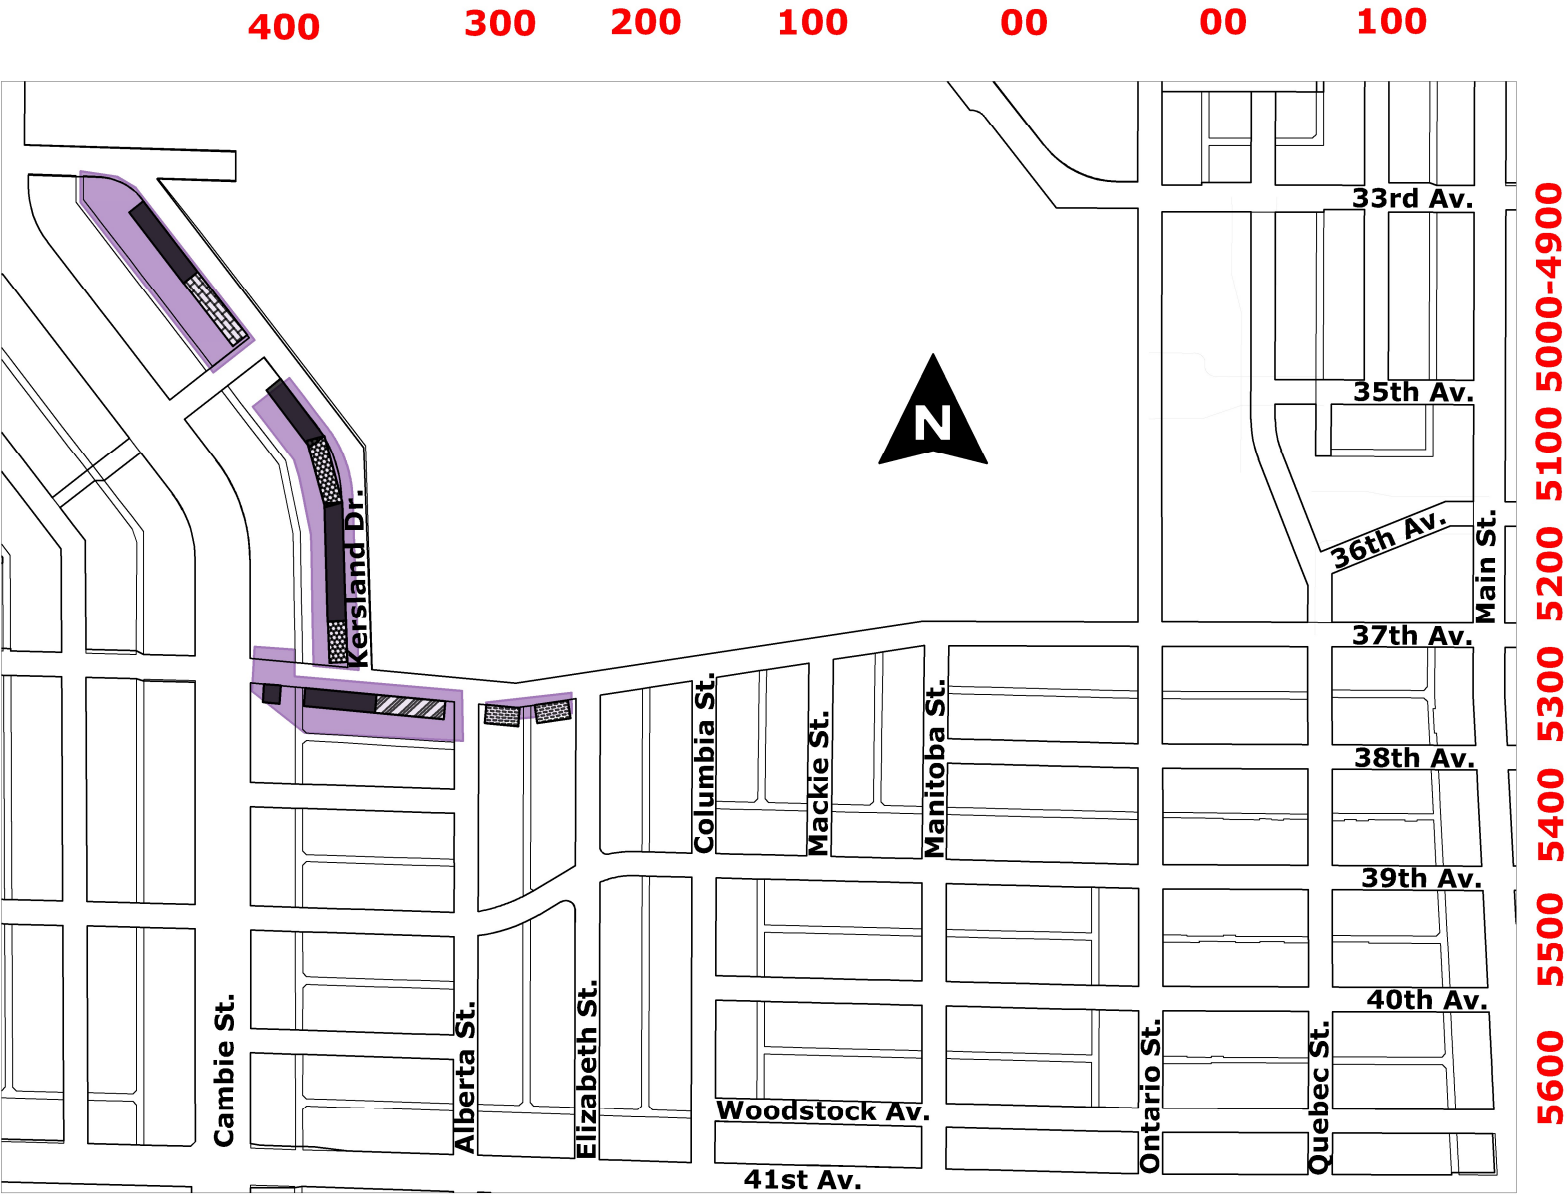 400
300
200
100
00
00
100
33rd Av.
5000-4900
35th Av.
N
5100
Kersland Dr.
36th Av.
Main St.
5200
37th Av.
5300
Columbia St.
Mackie St.
Manitoba St.
38th Av.
5400
39th Av.
5500
40th Av.
Cambie St.
Alberta St.
Elizabeth St.
Ontario St.
Quebec St.
5600
Woodstock Av.
41st Av.